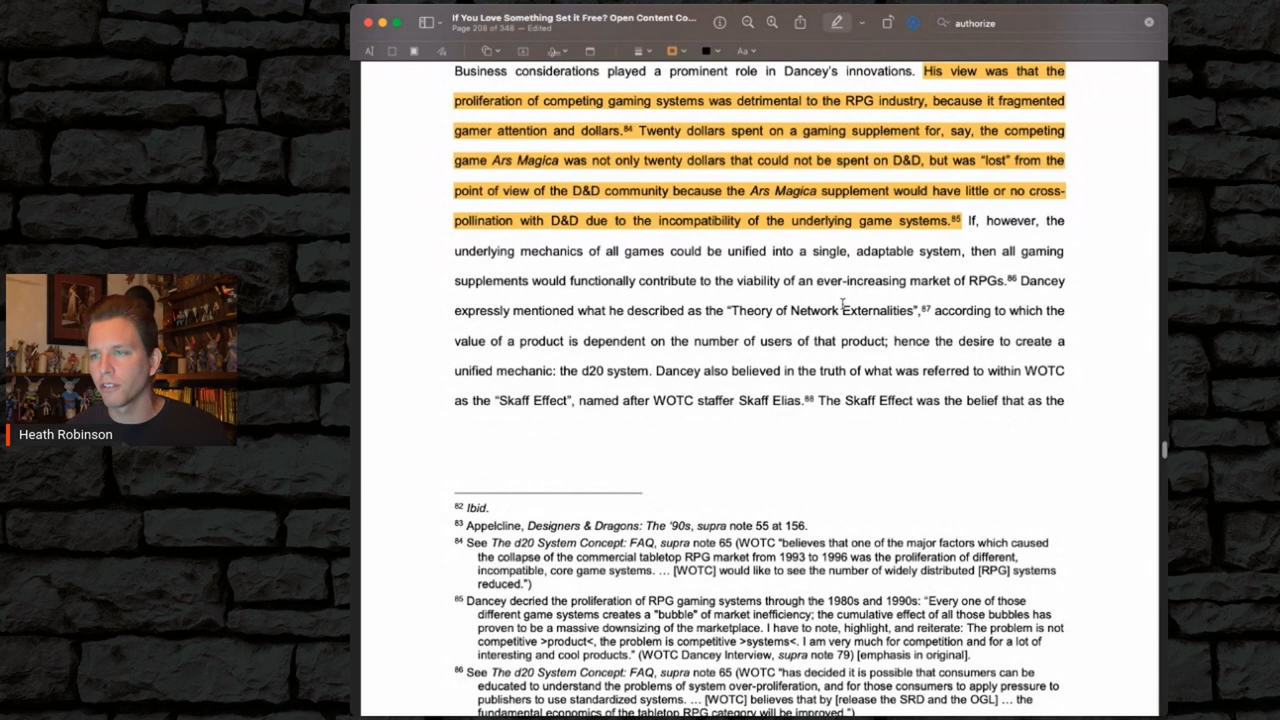 If You Love Something Set it Free? Open Content Co...
Page 208 of 348 — Edited
authorize
Aa
Business considerations played a prominent role in Dancey's innovations. His view was that the
proliferation of competing gaming systems was detrimental to the RPG industry, because it fragmented
gamer attention and dollars.84 Twenty dollars spent on a gaming supplement for, say, the competing
game Ars Magica was not only twenty dollars that could not be spent on D&D, but was “lost” from the
point of view of the D&D community because the Ars Magica supplement would have little or no cross-
pollination with D&D due to the incompatibility of the underlying game systems.85 If, however, the
underlying mechanics of all games could be unified into a single, adaptable system, then all gaming
supplements would functionally contribute to the viability of an ever-increasing market of RPGs.86 Dancey
expressly mentioned what he described as the “Theory of Network Externalities”,87 according to which the
value of a product is dependent on the number of users of that product; hence the desire to create a
unified mechanic: the d20 system. Dancey also believed in the truth of what was referred to within WOTC
as the “Skaff Effect”, named after WOTC staffer Skaff Elias.88 The Skaff Effect was the belief that as the
82 Ibid.
83 Appelcline, Designers & Dragons: The '90s, supra note 55 at 156.
84 See The d20 System Concept: FAQ, supra note 65 (WOTC “believes that one of the major factors which caused
the collapse of the commercial tabletop RPG market from 1993 to 1996 was the proliferation of different,
incompatible, core game systems. … [WOTC] would like to see the number of widely distributed [RPG] systems
reduced.”)
85 Dancey decried the proliferation of RPG gaming systems through the 1980s and 1990s: “Every one of those
different game systems creates a "bubble" of market inefficiency; the cumulative effect of all those bubbles has
proven to be a massive downsizing of the marketplace. I have to note, highlight, and reiterate: The problem is not
competitive >product<, the problem is competitive >systems<. I am very much for competition and for a lot of
interesting and cool products.” (WOTC Dancey Interview, supra note 79) [emphasis in original].
86 See The d20 System Concept: FAQ, supra note 65 (WOTC “has decided it is possible that consumers can be
educated to understand the problems of system over-proliferation, and for those consumers to apply pressure to
publishers to use standardized systems. … [WOTC] believes that by [release the SRD and the OGL] … the
fundamental economics of the tabletop RPG category will be improved.”)
Heath Robinson